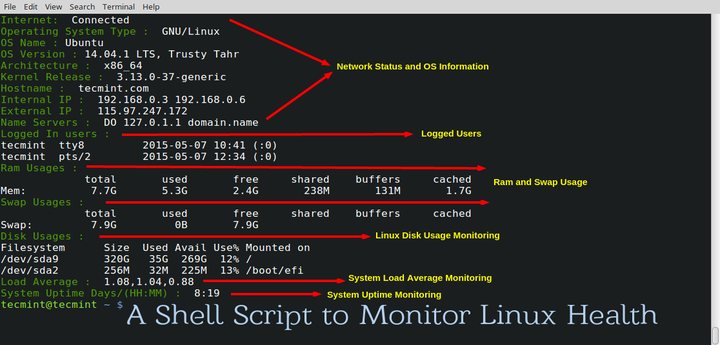 File Edit View Search Terminal Help
Internet: Connected
Operating System Type : GNU/Linux
OS Name : Ubuntu
OS Version : 14.04.1 LTS, Trusty Tahr
Architecture : x86_64
Network Status and OS Information
Kernel Release : 3.13.0-37-generic
Hostname : tecmint.com
Internal IP : 192.168.0.3 192.168.0.6
External IP : 115.97.247.172
Name Servers : DO 127.0.1.1 domain.name
Logged In users :
Logged Users
tecmint tty8 2015-05-07 10:41 (:0)
tecmint pts/2 2015-05-07 12:34 (:0)
Ram Usages :
total used free shared buffers cached
Ram and Swap Usage
Mem: 7.7G 5.3G 2.4G 238M 131M 1.7G
Swap Usages :
total used free shared buffers cached
Swap: 7.9G 0B 7.9G
Disk Usages :
Linux Disk Usage Monitoring
Filesystem Size Used Avail Use% Mounted on
/dev/sda9 320G 35G 269G 12% /
/dev/sda2 256M 32M 225M 13% /boot/efi
Load Average : 1.08,1.04,0.88
System Load Average Monitoring
System Uptime Days/(HH:MM) : 8:19
System Uptime Monitoring
tecmint@tecmint ~ $
A Shell Script to Monitor Linux Health